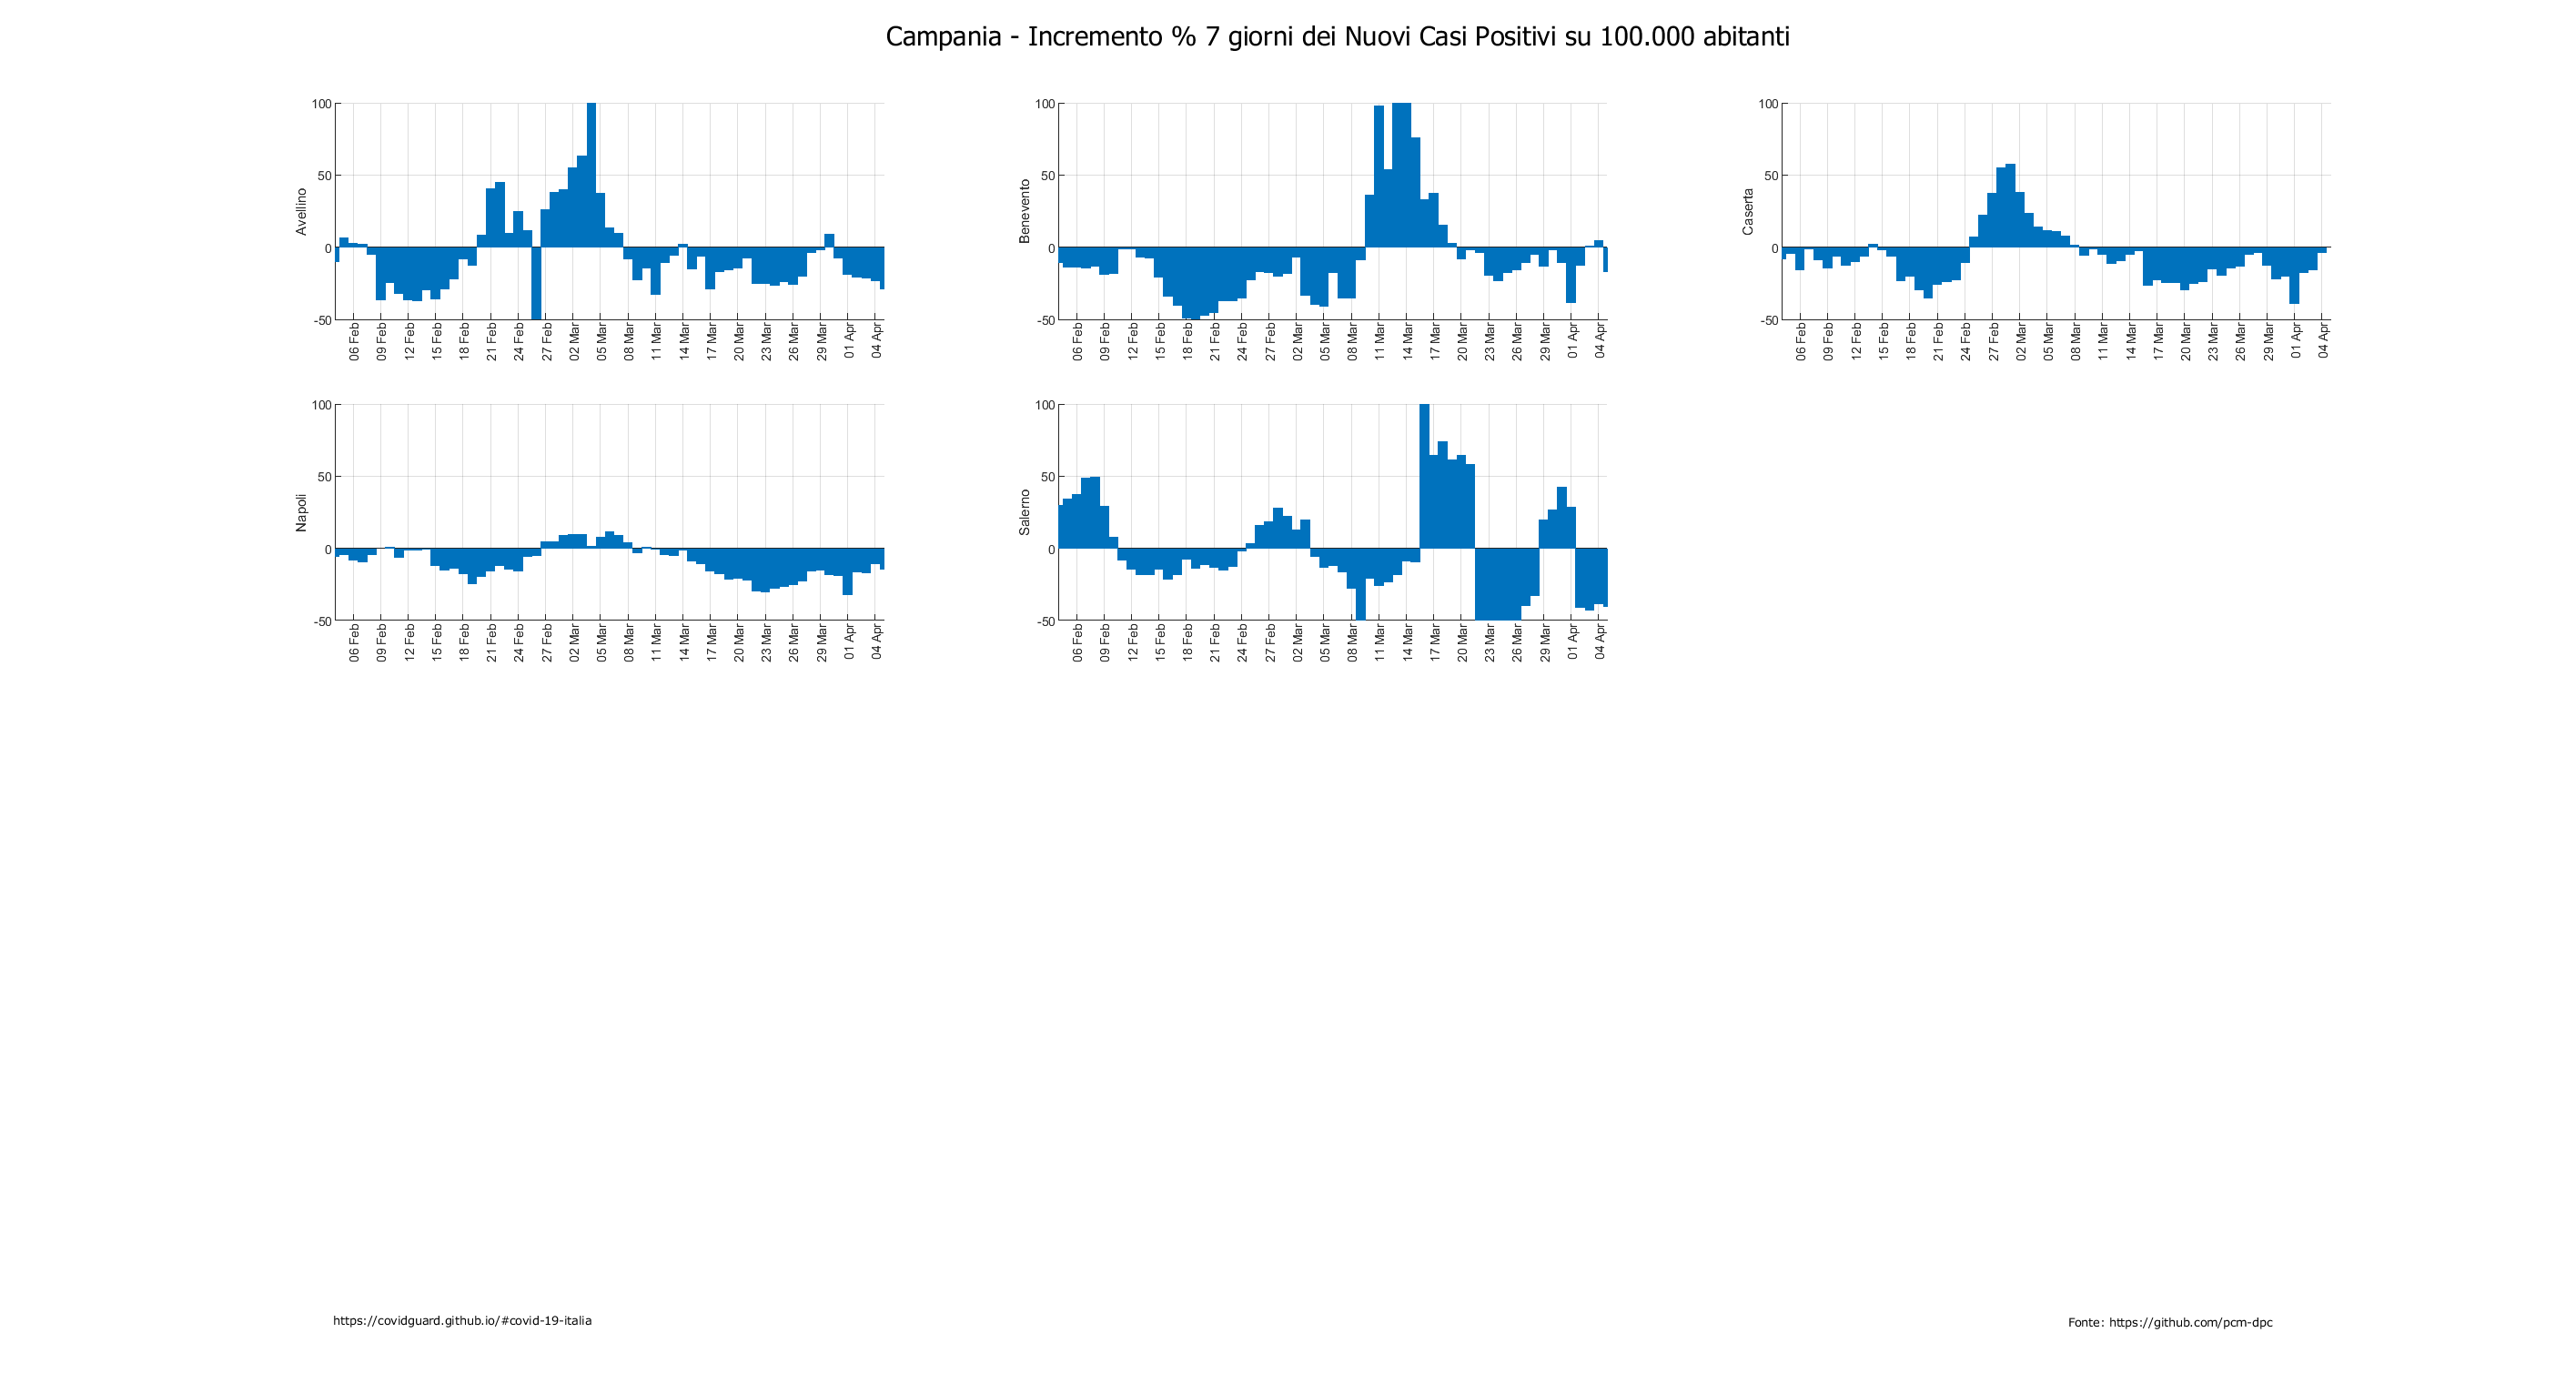 Campania - Incremento % 7 giorni dei Nuovi Casi Positivi su 100.000 abitanti
Avellino
100
50
0
-50
06 Feb 09 Feb 12 Feb 15 Feb 18 Feb 21 Feb 24 Feb 27 Feb 02 Mar 05 Mar 08 Mar 11 Mar 14 Mar 17 Mar 20 Mar 23 Mar 26 Mar 29 Mar 01 Apr 04 Apr
Benevento
100
50
0
-50
06 Feb 09 Feb 12 Feb 15 Feb 18 Feb 21 Feb 24 Feb 27 Feb 02 Mar 05 Mar 08 Mar 11 Mar 14 Mar 17 Mar 20 Mar 23 Mar 26 Mar 29 Mar 01 Apr 04 Apr
Caserta
100
50
0
-50
06 Feb 09 Feb 12 Feb 15 Feb 18 Feb 21 Feb 24 Feb 27 Feb 02 Mar 05 Mar 08 Mar 11 Mar 14 Mar 17 Mar 20 Mar 23 Mar 26 Mar 29 Mar 01 Apr 04 Apr
Napoli
100
50
0
-50
06 Feb 09 Feb 12 Feb 15 Feb 18 Feb 21 Feb 24 Feb 27 Feb 02 Mar 05 Mar 08 Mar 11 Mar 14 Mar 17 Mar 20 Mar 23 Mar 26 Mar 29 Mar 01 Apr 04 Apr
Salerno
100
50
0
-50
06 Feb 09 Feb 12 Feb 15 Feb 18 Feb 21 Feb 24 Feb 27 Feb 02 Mar 05 Mar 08 Mar 11 Mar 14 Mar 17 Mar 20 Mar 23 Mar 26 Mar 29 Mar 01 Apr 04 Apr
https://covidguard.github.io/#covid-19-italia
Fonte: https://github.com/pcm-dpc